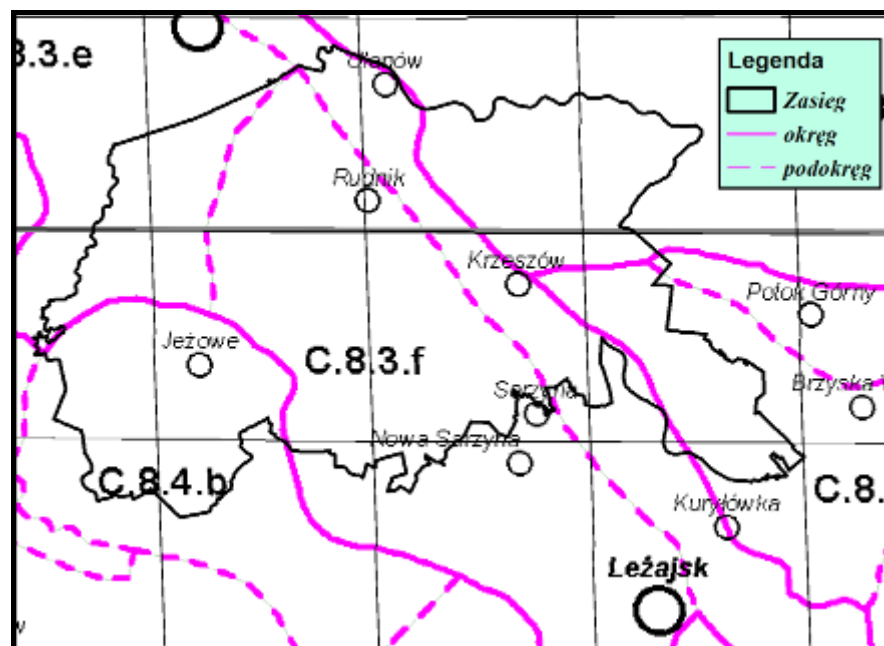 3.3.e
Ulanów
Legenda
Zasieg
okręg
podokręg
Rudnik
Krzeszów
Potok Górny
Jeżowe
C.8.3.f
Sarzyna
Brzyska
Nowa Sarzyna
C.8.4.b
C.8.
Kuryłówka
Leżajsk